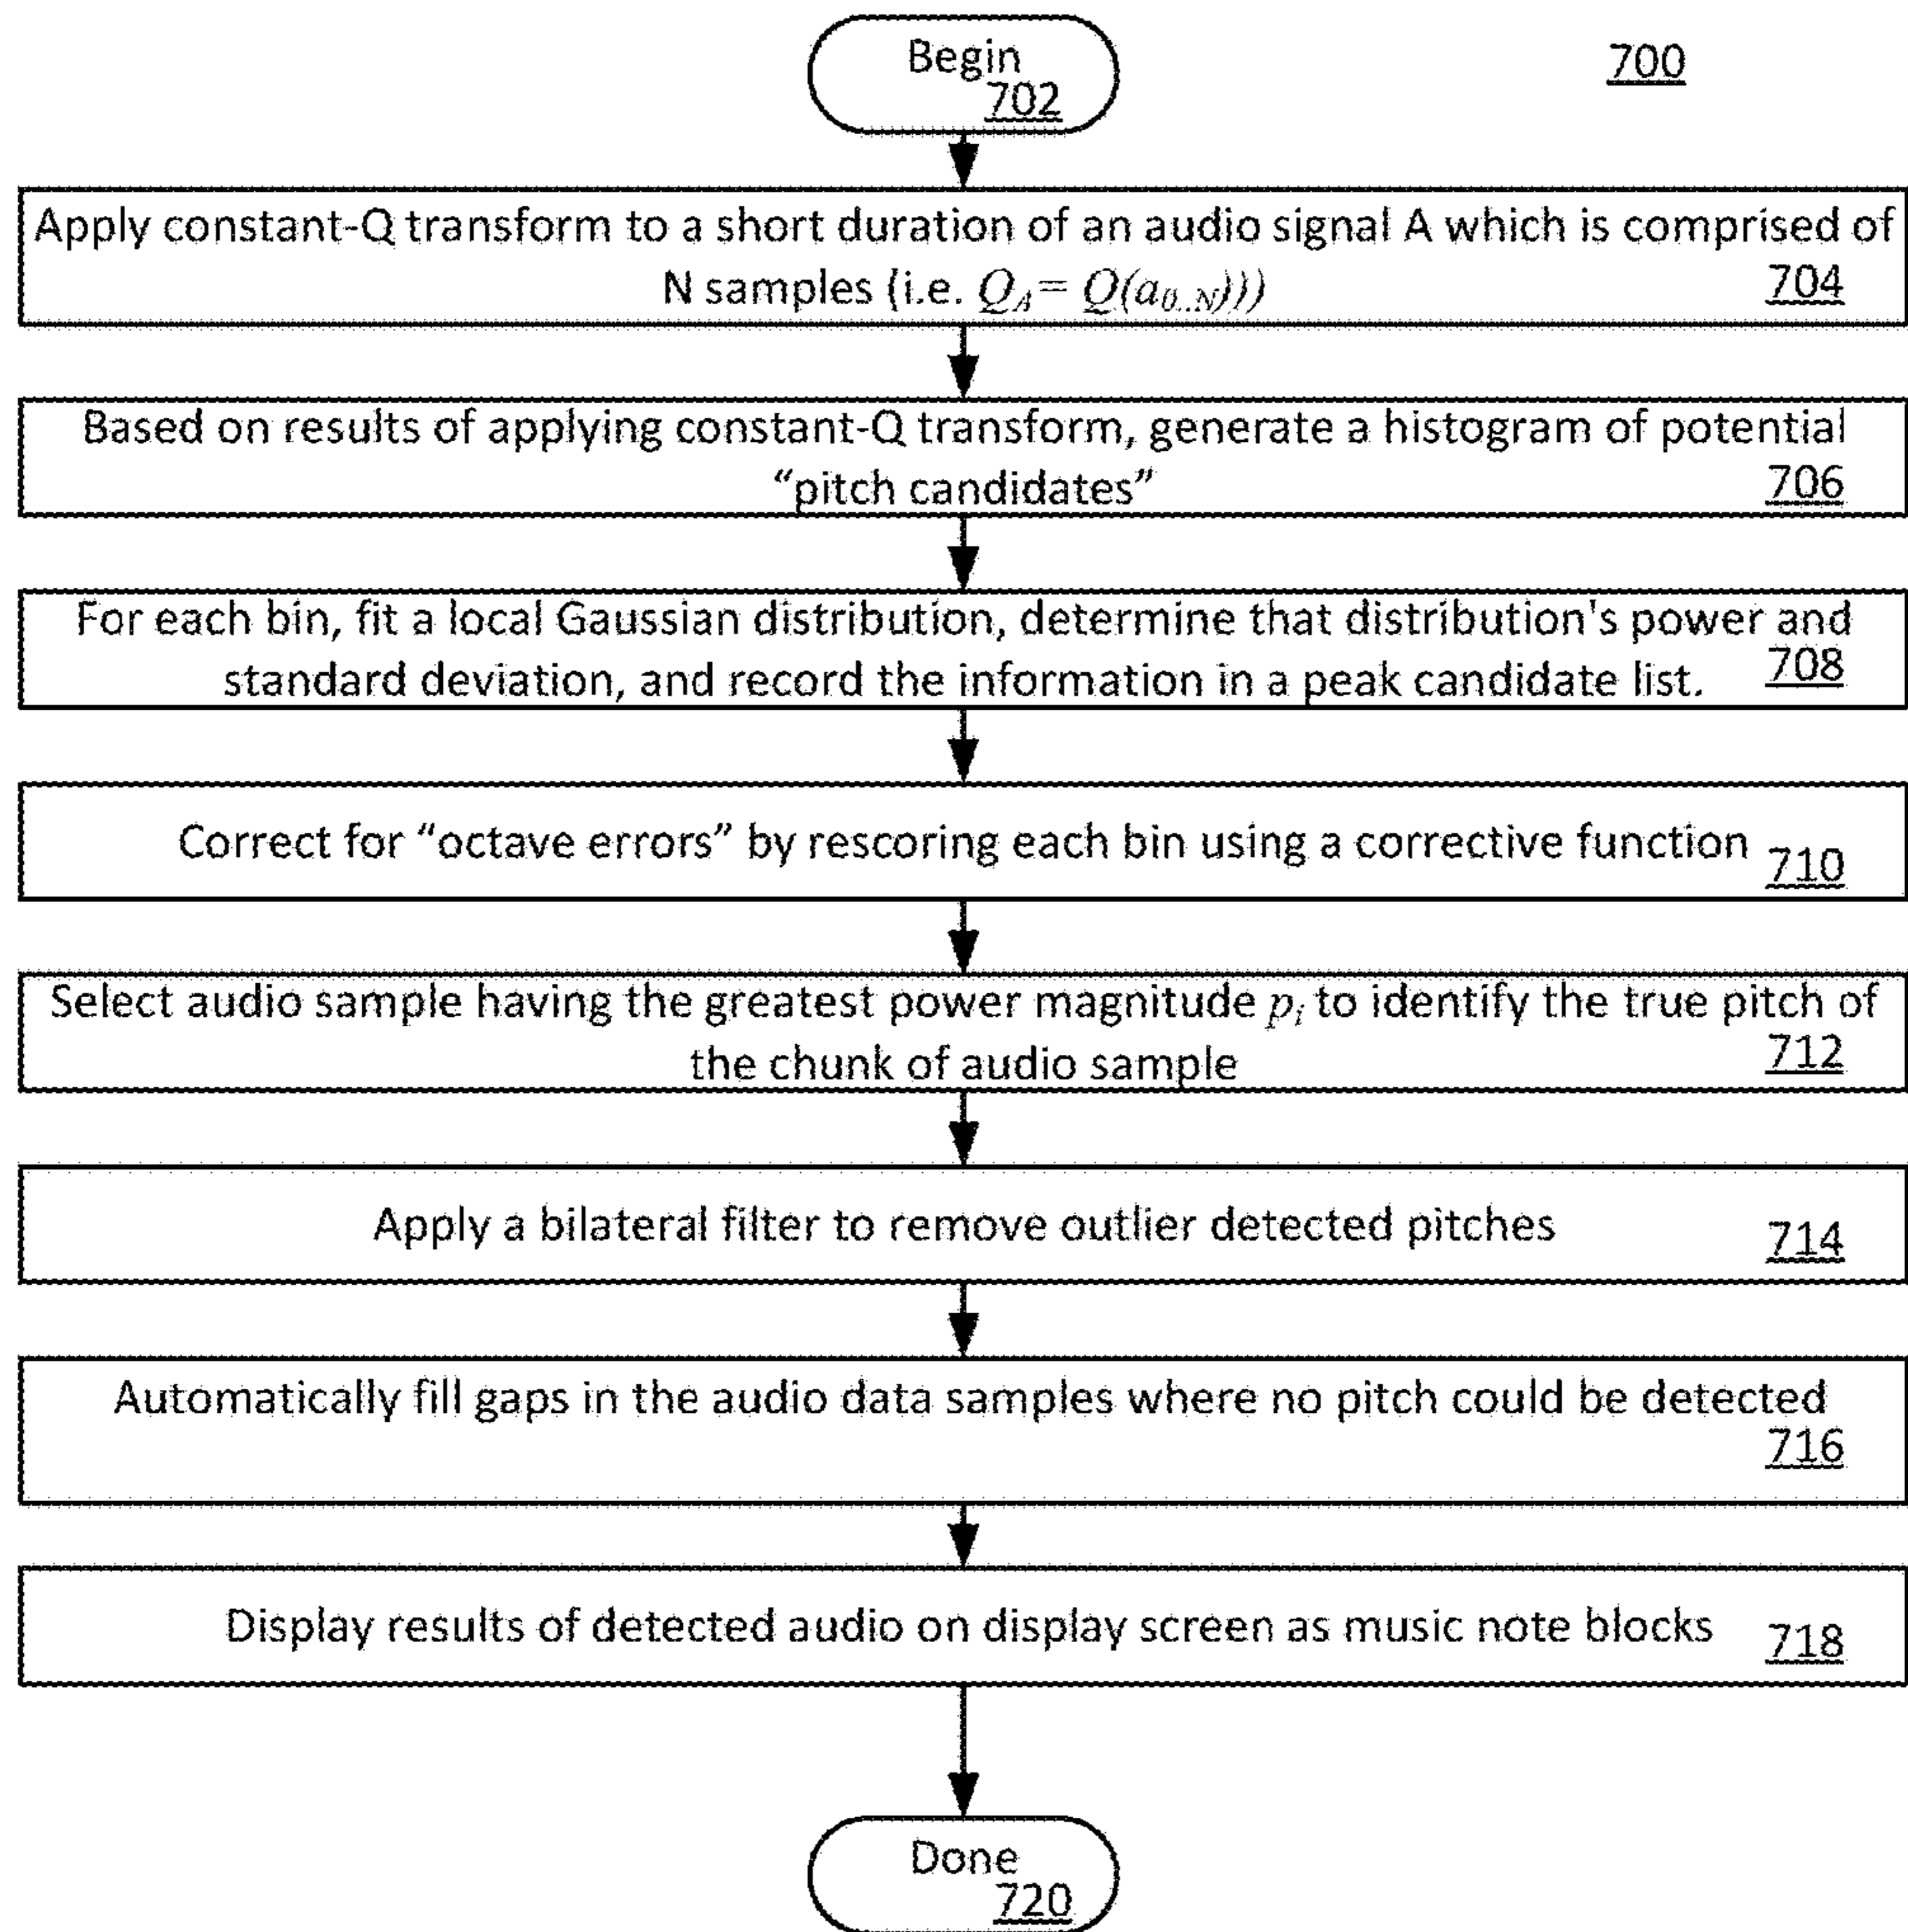 Begin
702
700
Apply constant-Q transform to a short duration of an audio signal A which is comprised of
N samples (i.e. Q_A = Q(a_{0..N})))
704
Based on results of applying constant-Q transform, generate a histogram of potential
“pitch candidates”
706
For each bin, fit a local Gaussian distribution, determine that distribution's power and
standard deviation, and record the information in a peak candidate list.
708
Correct for “octave errors” by rescoring each bin using a corrective function
710
Select audio sample having the greatest power magnitude p_i to identify the true pitch of
the chunk of audio sample
712
Apply a bilateral filter to remove outlier detected pitches
714
Automatically fill gaps in the audio data samples where no pitch could be detected
716
Display results of detected audio on display screen as music note blocks
718
Done
720